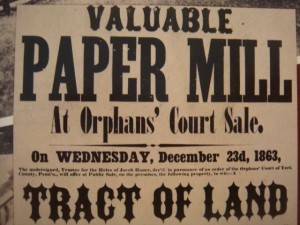 VALUABLE
PAPER MILL
At Orphans' Court Sale.
On WEDNESDAY, December 23d, 1863,
The undersigned, Trustee for the Heirs of Jacob Hauer, dec'd, in pursuance of an order of the Orphans' Court of York
County, Penn'a., will offer at Public Sale, on the premises, the following property, to wit:
TRACT OF LAND